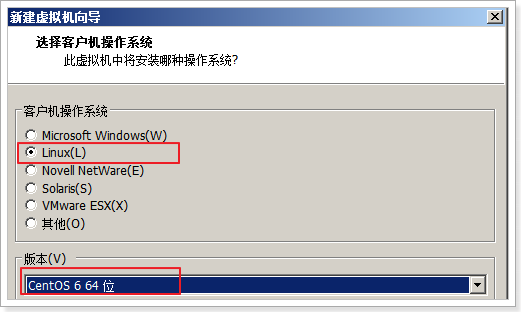 新建虚拟机向导
选择客户机操作系统
此虚拟机中将安装哪种操作系统?
客户机操作系统
Microsoft Windows(W)
Linux(L)
Novell NetWare(E)
Solaris(S)
VMware ESX(X)
其他(O)
版本(V)
CentOS 6 64 位